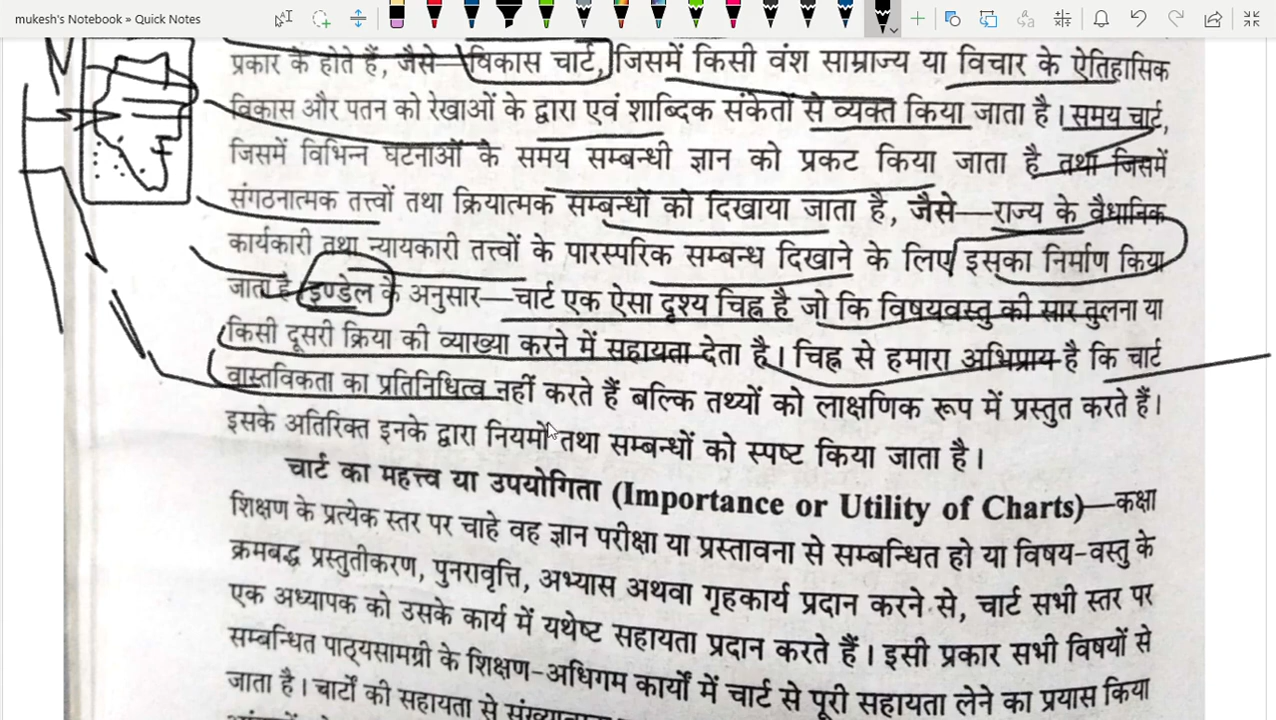 mukesh's Notebook » Quick Notes
प्रकार के होते हैं, जैसे—विकास चार्ट, जिसमें किसी वंश साम्राज्य या विचार के ऐतिहासिक
विकास और पतन को रेखाओं के द्वारा एवं शाब्दिक संकेतों से व्यक्त किया जाता है। समय चार्ट,
जिसमें विभिन्न घटनाओं के समय सम्बन्धी ज्ञान को प्रकट किया जाता है तथा जिसमें
संगठनात्मक तत्त्वों तथा क्रियात्मक सम्बन्धों को दिखाया जाता है, जैसे—राज्य के वैधानिक
कार्यकारी तथा न्यायकारी तत्त्वों के पारस्परिक सम्बन्ध दिखाने के लिए इसका निर्माण किया
जाता है। इण्डेल के अनुसार—चार्ट एक ऐसा दृश्य चिह्न है जो कि विषयवस्तु की सार तुलना या
किसी दूसरी क्रिया की व्याख्या करने में सहायता देता है। चिह्न से हमारा अभिप्राय है कि चार्ट
वास्तविकता का प्रतिनिधित्व नहीं करते हैं बल्कि तथ्यों को लाक्षणिक रूप में प्रस्तुत करते हैं।
इसके अतिरिक्त इनके द्वारा नियमों तथा सम्बन्धों को स्पष्ट किया जाता है।
चार्ट का महत्त्व या उपयोगिता (Importance or Utility of Charts)—कक्षा
शिक्षण के प्रत्येक स्तर पर चाहे वह ज्ञान परीक्षा या प्रस्तावना से सम्बन्धित हो या विषय-वस्तु के
क्रमबद्ध प्रस्तुतीकरण, पुनरावृत्ति, अभ्यास अथवा गृहकार्य प्रदान करने से, चार्ट सभी स्तर पर
एक अध्यापक को उसके कार्य में यथेष्ट सहायता प्रदान करते हैं। इसी प्रकार सभी विषयों से
सम्बन्धित पाठ्यसामग्री के शिक्षण-अधिगम कार्यों में चार्ट से पूरी सहायता लेने का प्रयास किया
जाता है। चार्टों की सहायता से